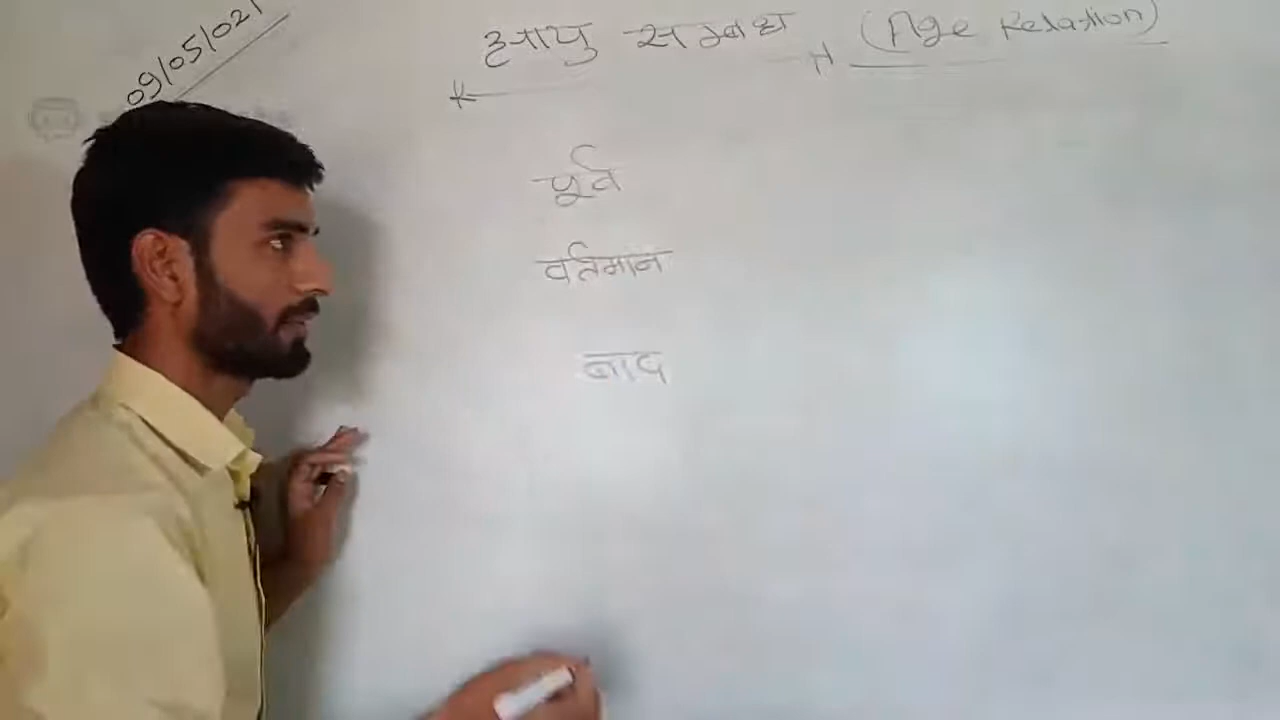 09/05/021
आयु सम्बंध (Age Relation)
पूर्व
वर्तमान
बाद